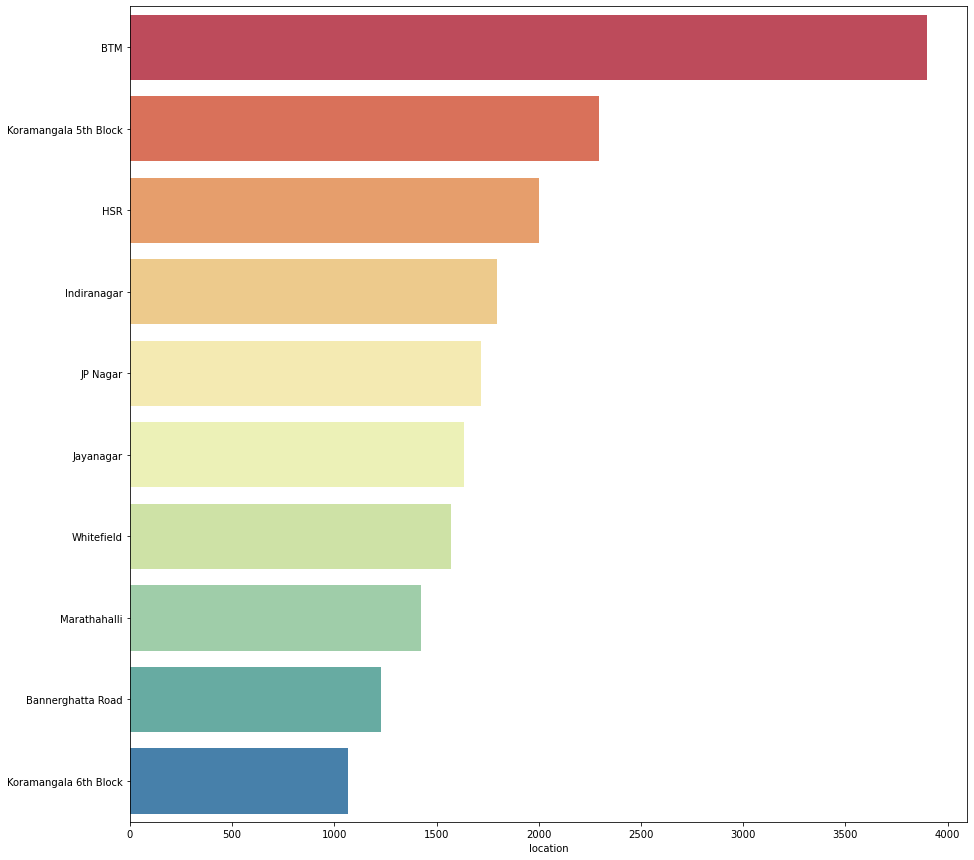 BTM
Koramangala 5th Block
HSR
Indiranagar
JP Nagar
Jayanagar
Whitefield
Marathahalli
Bannerghatta Road
Koramangala 6th Block
0 500 1000 1500 2000 2500 3000 3500 4000
location